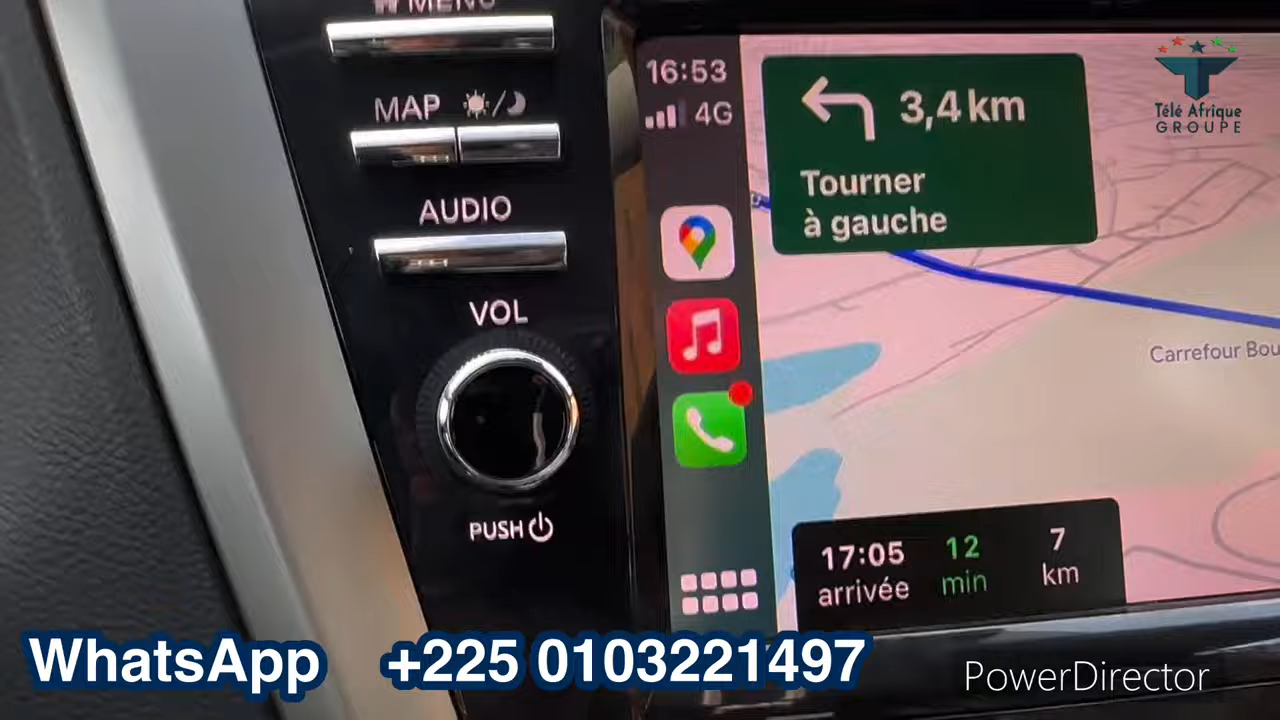 MENU
MAP
AUDIO
VOL
PUSH
16:53
4G
3,4 km
Tourner
à gauche
Télé Afrique
GROUPE
Carrefour Bou
17:05 12 7
arrivée min km
WhatsApp +225 0103221497
PowerDirector